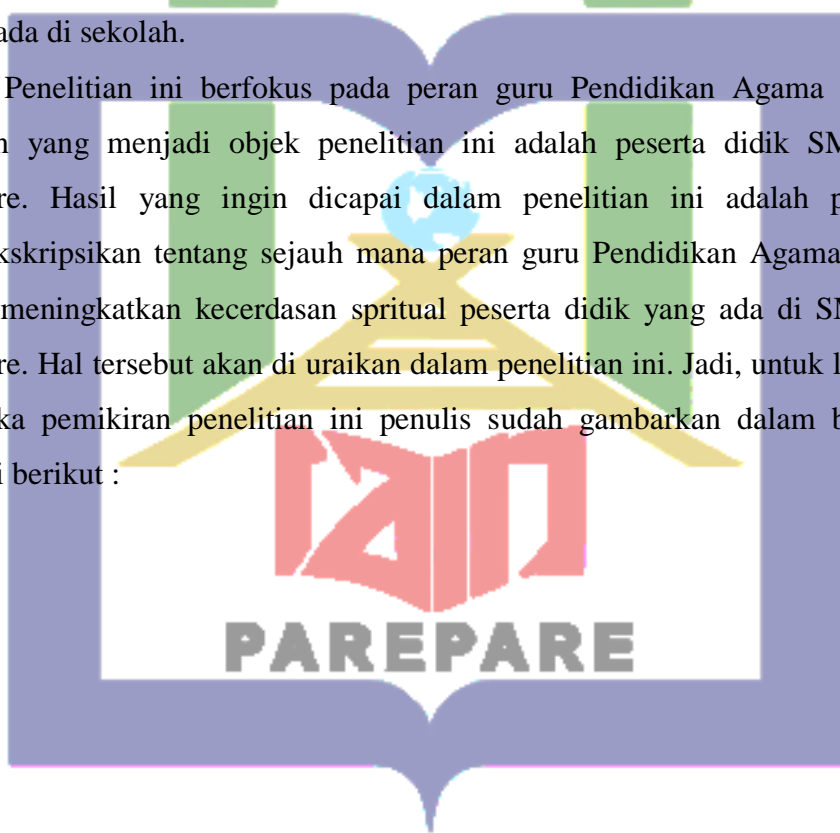 ada di sekolah.
Penelitian ini berfokus pada peran guru Pendidikan Agama
n yang menjadi objek penelitian ini adalah peserta didik SM
re. Hasil yang ingin dicapai dalam penelitian ini adalah p
kskripsikan tentang sejauh mana peran guru Pendidikan Agama
meningkatkan kecerdasan spritual peserta didik yang ada di SM
re. Hal tersebut akan di uraikan dalam penelitian ini. Jadi, untuk l
ka pemikiran penelitian ini penulis sudah gambarkan dalam b
i berikut :
iain
PAREPARE